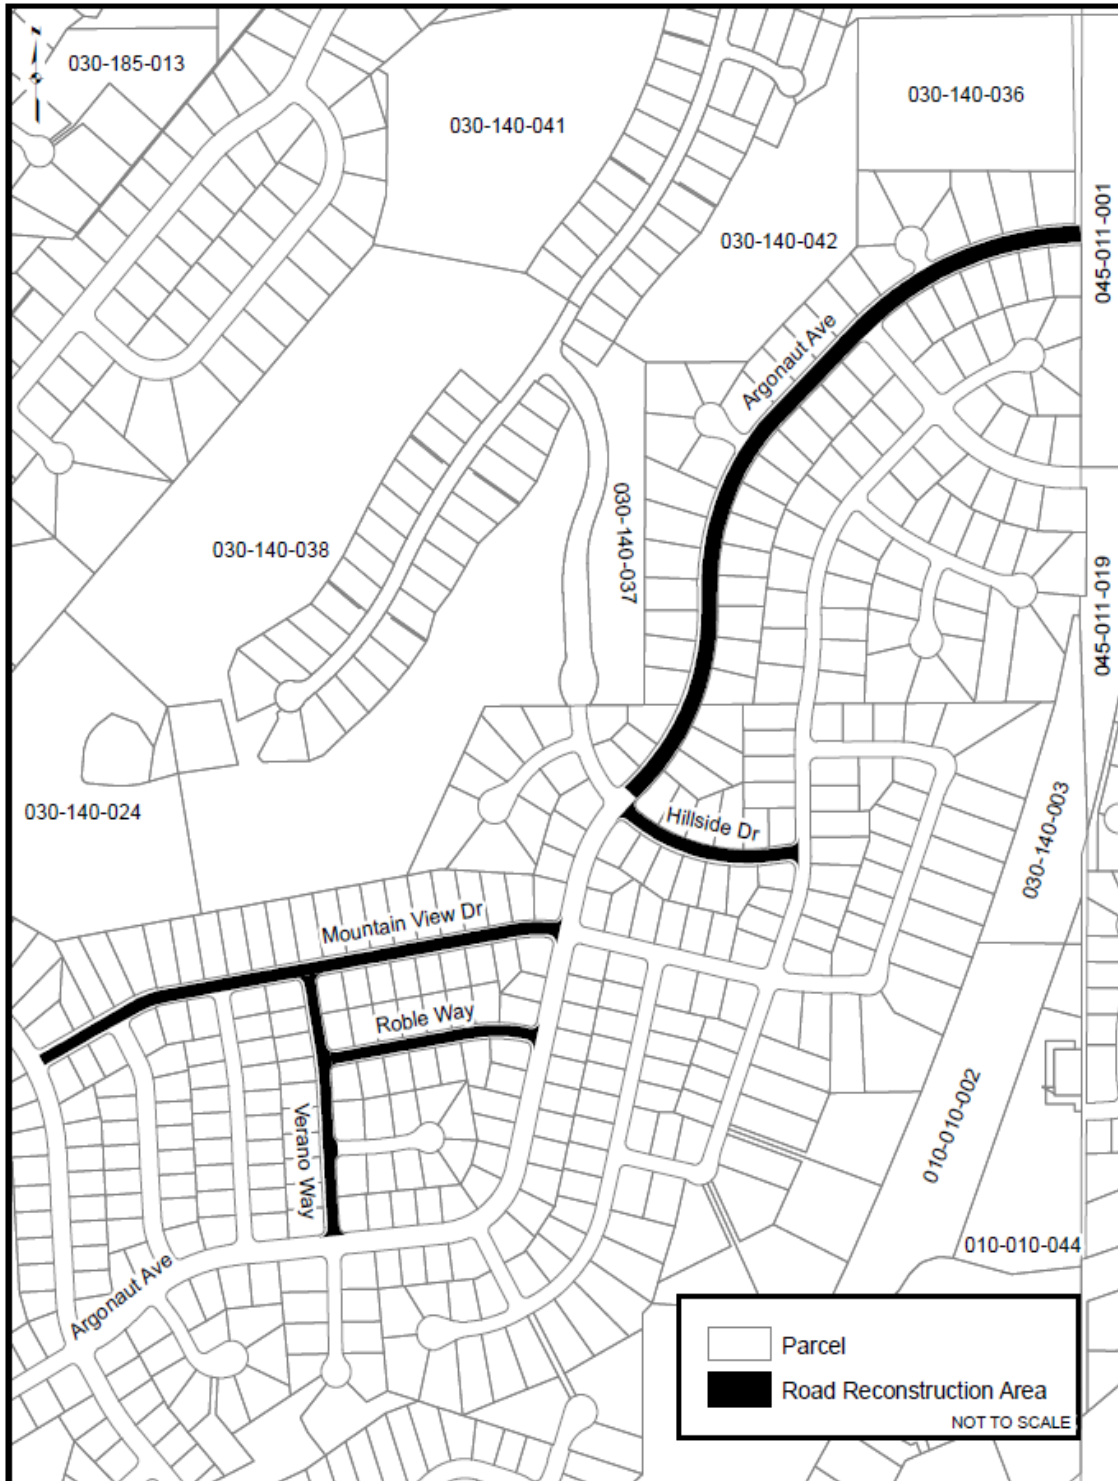 N
030-185-013
030-140-041
030-140-036
045-011-001
030-140-042
Argonaut Ave
030-140-037
030-140-038
045-011-019
030-140-024
Hillside Dr
030-140-003
Mountain View Dr
Roble Way
Verano Way
010-010-002
010-010-044
Argonaut Ave
Parcel
Road Reconstruction Area
NOT TO SCALE